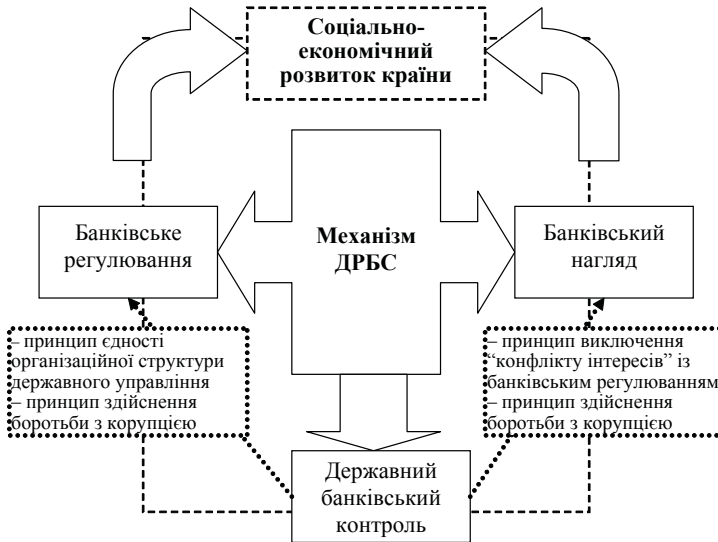 Соціально-
економічний
розвиток країни
Банківське
регулювання
Механізм
ДРБС
Банківський
нагляд
– принцип єдності
організаційної структури
державного управління
– принцип здійснення
боротьби з корупцією
– принцип виключення
“конфлікту інтересів” із
банківським регулюванням
– принцип здійснення
боротьби з корупцією
Державний
банківський
контроль